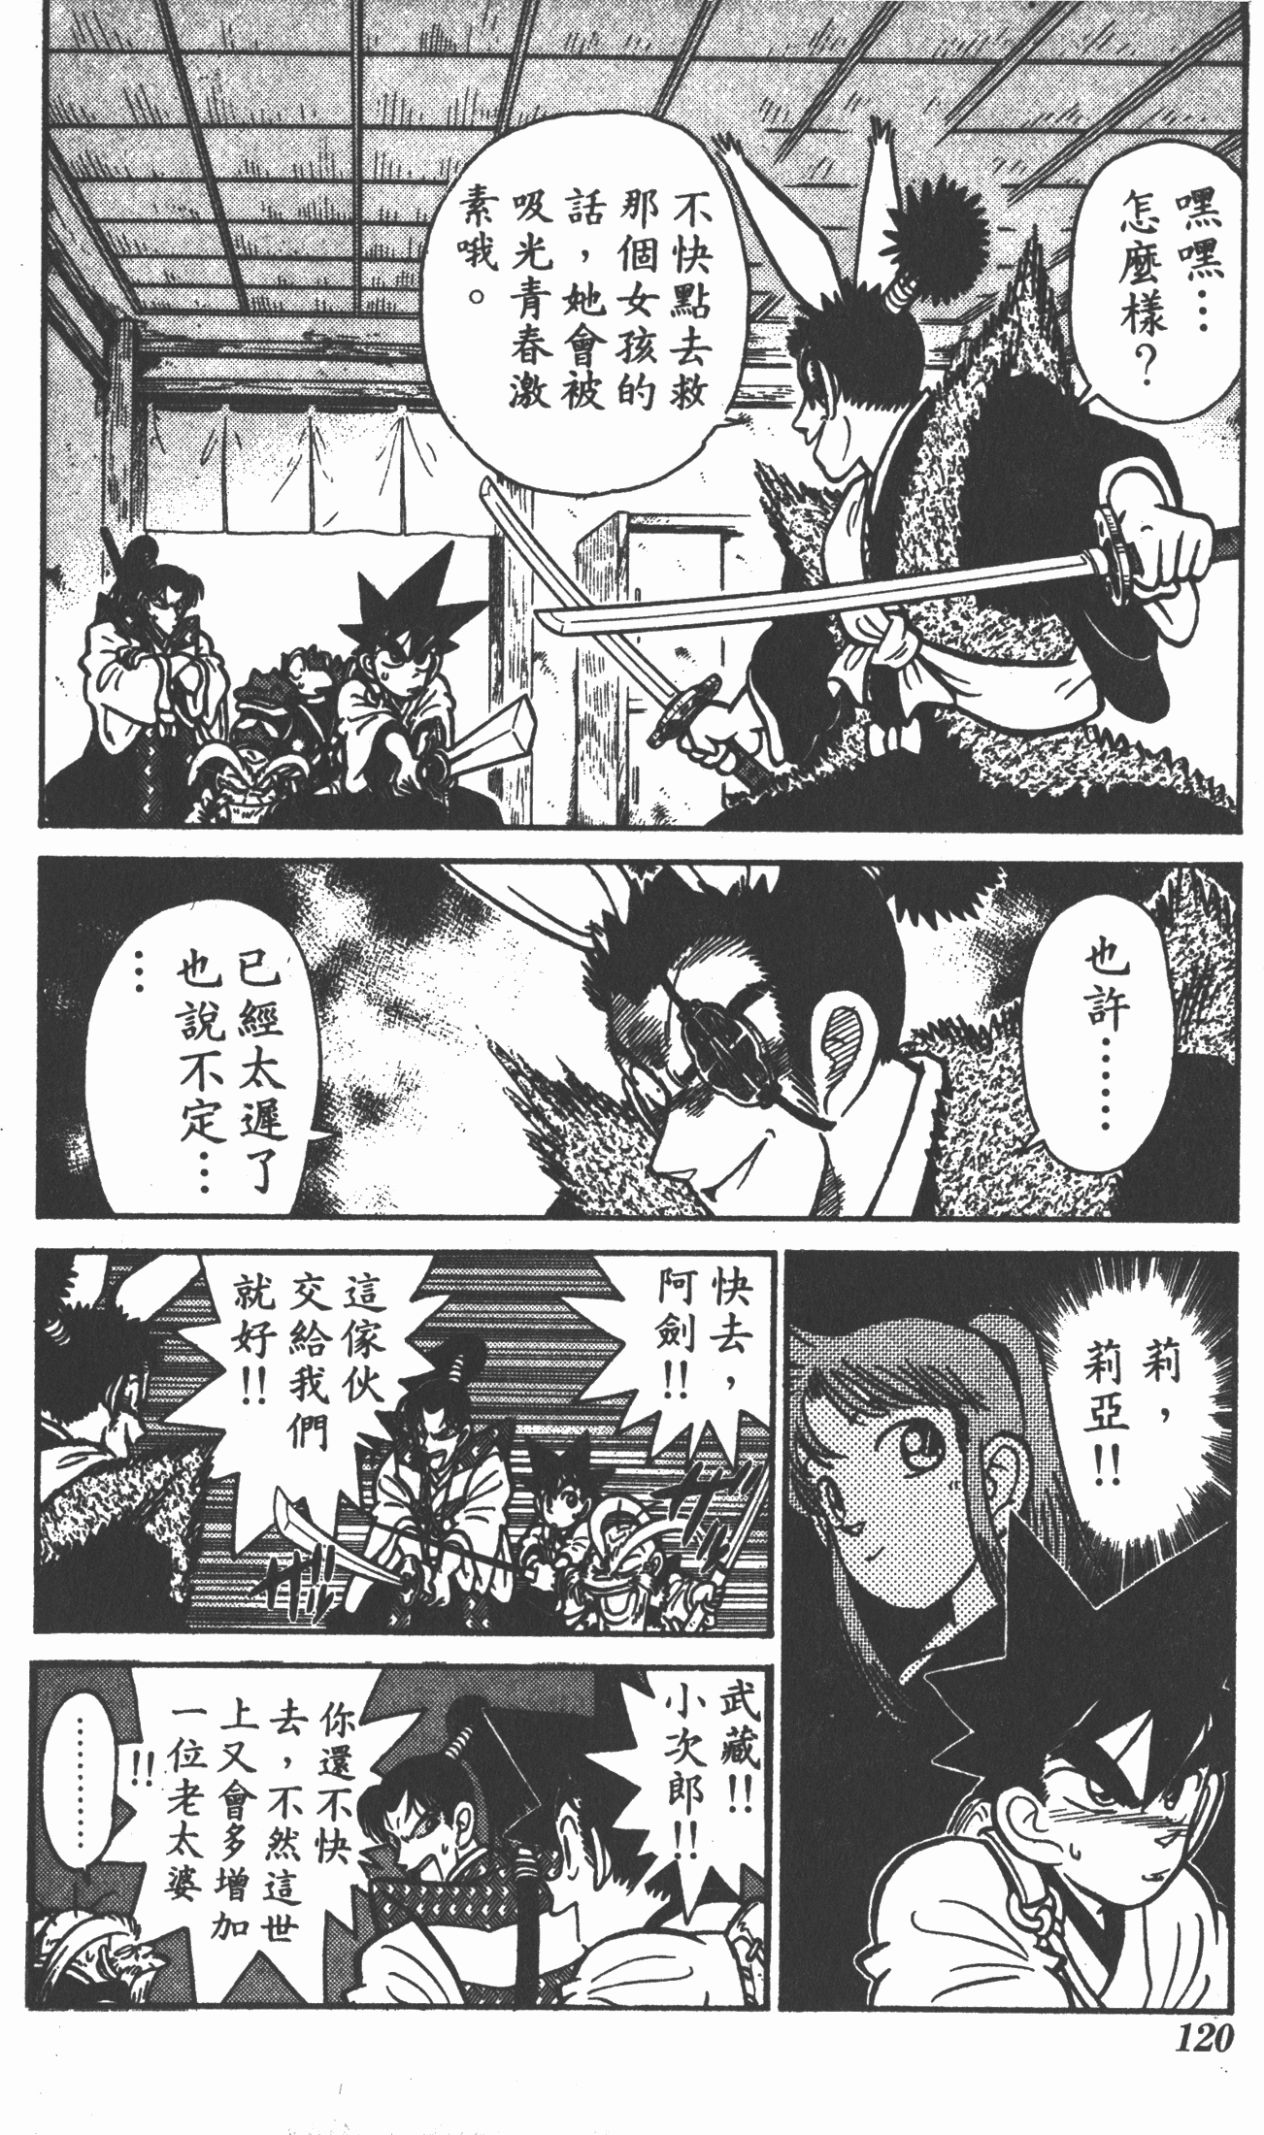 嘿嘿…
怎麼樣？
不快點去救
那個女孩的
話，她會被
吸光青春激
素哦。
也許……
已經太遲了
也說不定…
…
莉，
莉亞!!
快去，
阿劍!!
這傢伙
交給我們
就好!!
武藏!!
小次郎!!
你還不快
去，不然這世
上又會多增加
一位老太婆
!!
………
120